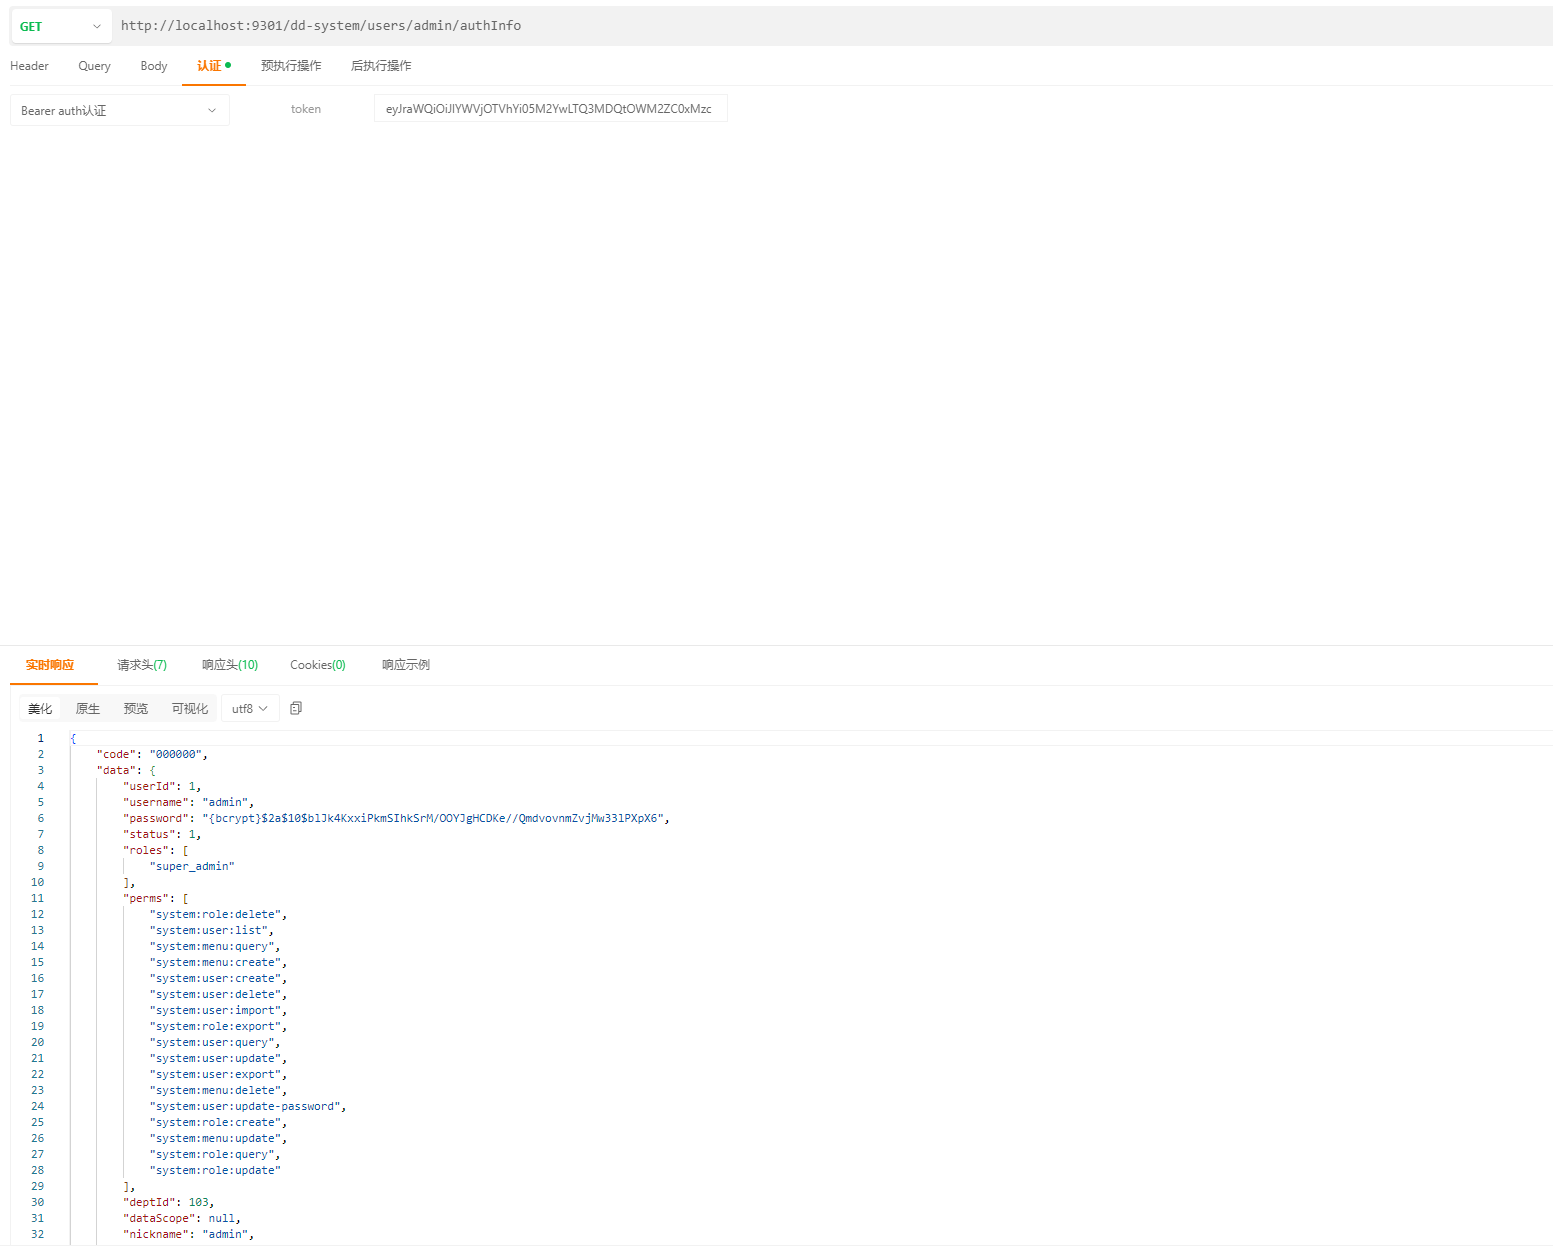 GET http://localhost:9301/dd-system/users/admin/authInfo
Header Query Body 认证 预执行操作 后执行操作
Bearer auth认证 token eyJraWQiOiJlYWVjOTVhYi05M2YwLTQ3MDQtOWM2ZC0xMzc
实时响应 请求头(7) 响应头(10) Cookies(0) 响应示例
美化 原生 预览 可视化 utf8
1 {
2 "code": "000000",
3 "data": {
4 "userId": 1,
5 "username": "admin",
6 "password": "{bcrypt}$2a$10$blJk4KxxiPkmSIhkSrM/OOYJgHCDKe//QmdvovnmZvjMw33lPXpX6",
7 "status": 1,
8 "roles": [
9 "super_admin"
10 ],
11 "perms": [
12 "system:role:delete",
13 "system:user:list",
14 "system:menu:query",
15 "system:menu:create",
16 "system:user:create",
17 "system:user:delete",
18 "system:user:import",
19 "system:role:export",
20 "system:user:query",
21 "system:user:update",
22 "system:user:export",
23 "system:menu:delete",
24 "system:user:update-password",
25 "system:role:create",
26 "system:menu:update",
27 "system:role:query",
28 "system:role:update"
29 ],
30 "deptId": 103,
31 "dataScope": null,
32 "nickname": "admin",